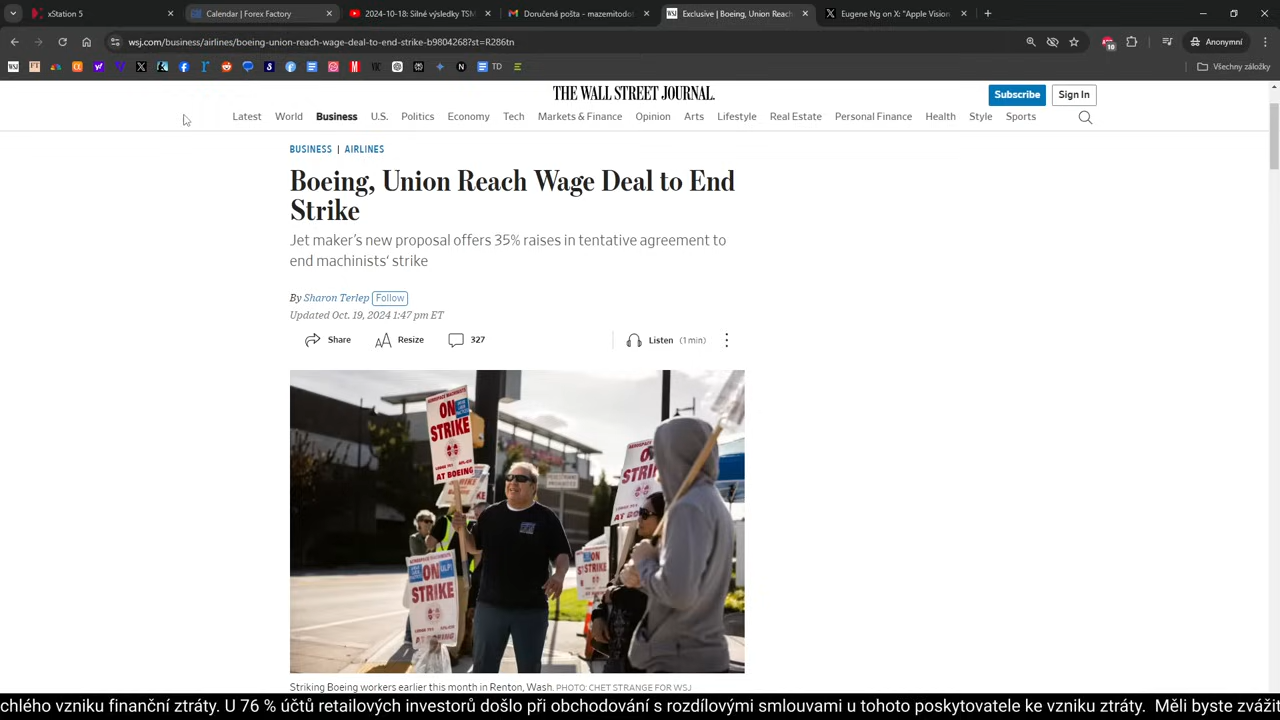 xStation 5
Calendar | Forex Factory
2024-10-18: Silné výsledky TSM
Doručená pošta - mazemitodo
Exclusive | Boeing, Union Reach
Eugene Ng on X: "Apple Vision
wsj.com/business/airlines/boeing-union-reach-wage-deal-to-end-strike-b9804268?st=R286tn
10
Anonymní
TD
Všechny záložky
THE WALL STREET JOURNAL.
Subscribe
Sign In
Latest World Business U.S. Politics Economy Tech Markets & Finance Opinion Arts Lifestyle Real Estate Personal Finance Health Style Sports
BUSINESS | AIRLINES
Boeing, Union Reach Wage Deal to End
Strike
Jet maker's new proposal offers 35% raises in tentative agreement to
end machinists' strike
By Sharon Terlep Follow
Updated Oct. 19, 2024 1:47 pm ET
Share
Resize
327
Listen (1 min)
ON
STRIKE
AT BOEING
ON
STRIKE
Striking Boeing workers earlier this month in Renton, Wash. PHOTO: CHET STRANGE FOR WSJ
chlého vzniku finanční ztráty. U 76 % účtů retailových investorů došlo při obchodování s rozdílovými smlouvami u tohoto poskytovatele ke vzniku ztráty. Měli byste zváži